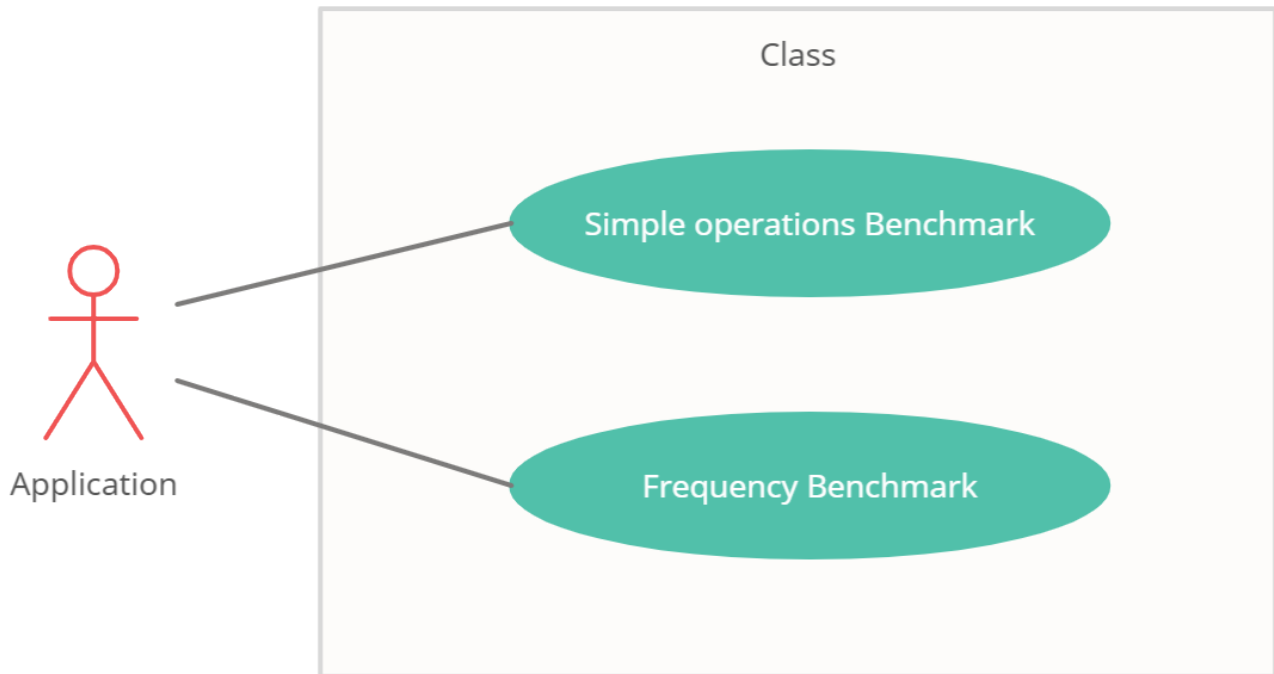 Class
Simple operations Benchmark
Application
Frequency Benchmark